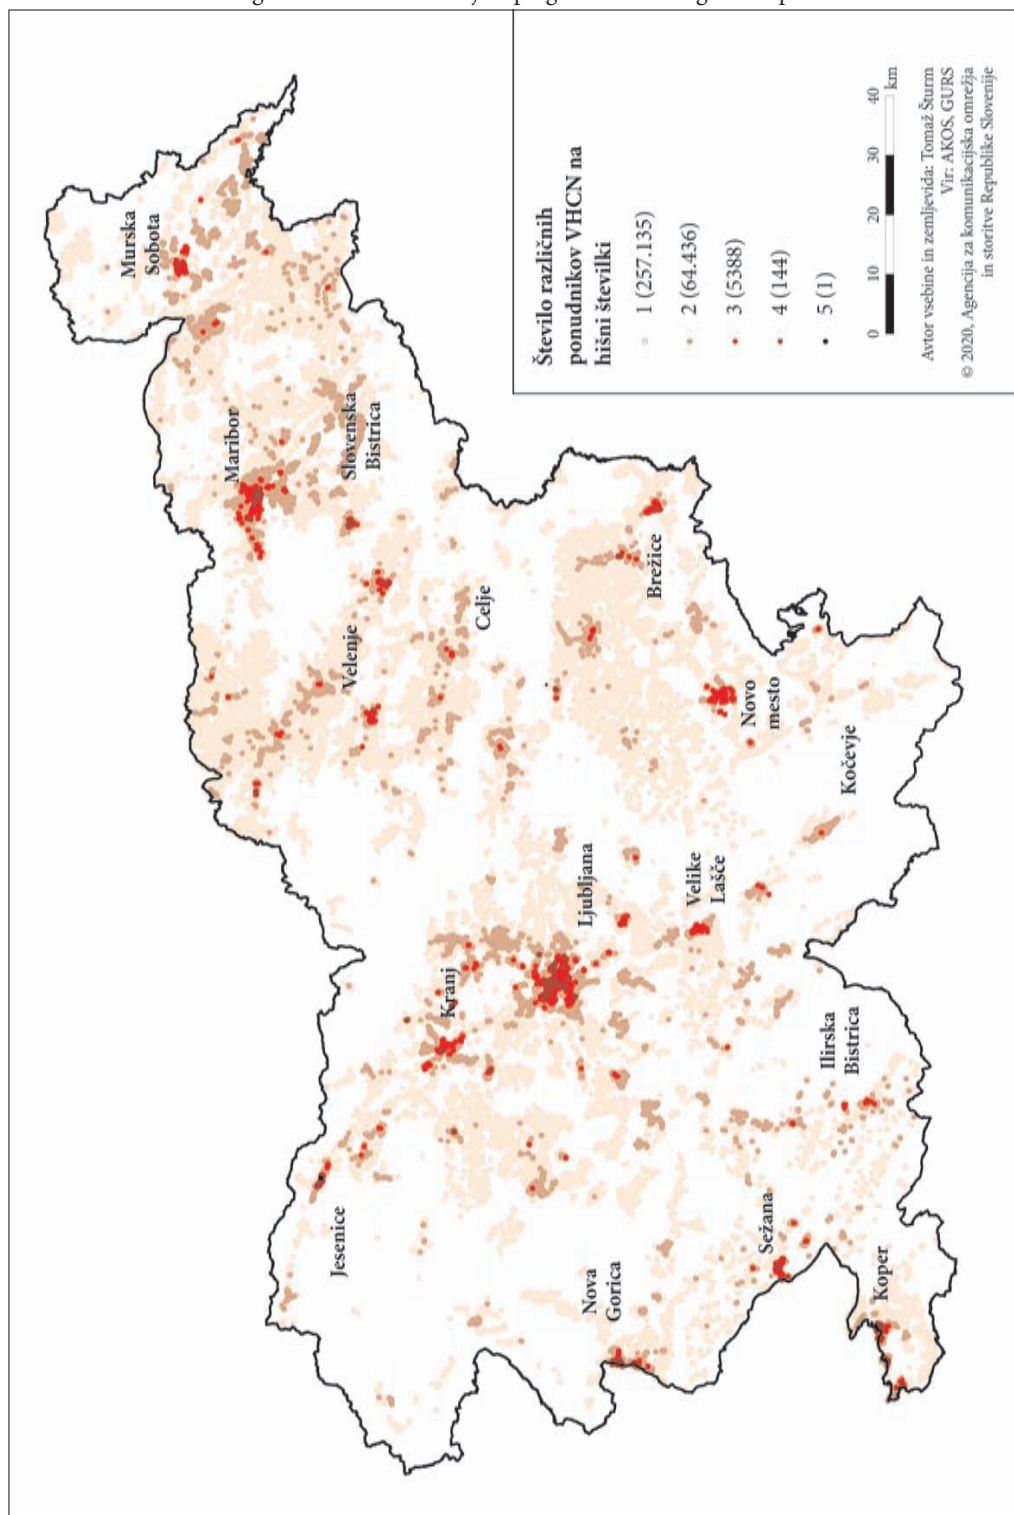 Murska
Sobota
Maribor
Slovenska
Bistrica
Velenje
Celje
Brežice
Novo
mesto
Kočevje
Ljubljana
Velike
Lašče
Kranj
Ilirska
Bistrica
Jesenice
Sežana
Nova
Gorica
Koper
Število različnih
ponudnikov VHCN na
hišni številki
1 (257.135)
2 (64.436)
3 (5388)
4 (144)
5 (1)
0 10 20 30 40
km
Avtor vsebine in zemljevida: Tomaž Šturm
Vir: AKOS, GURS
© 2020, Agencija za komunikacijska omrežja
in storitve Republike Slovenije